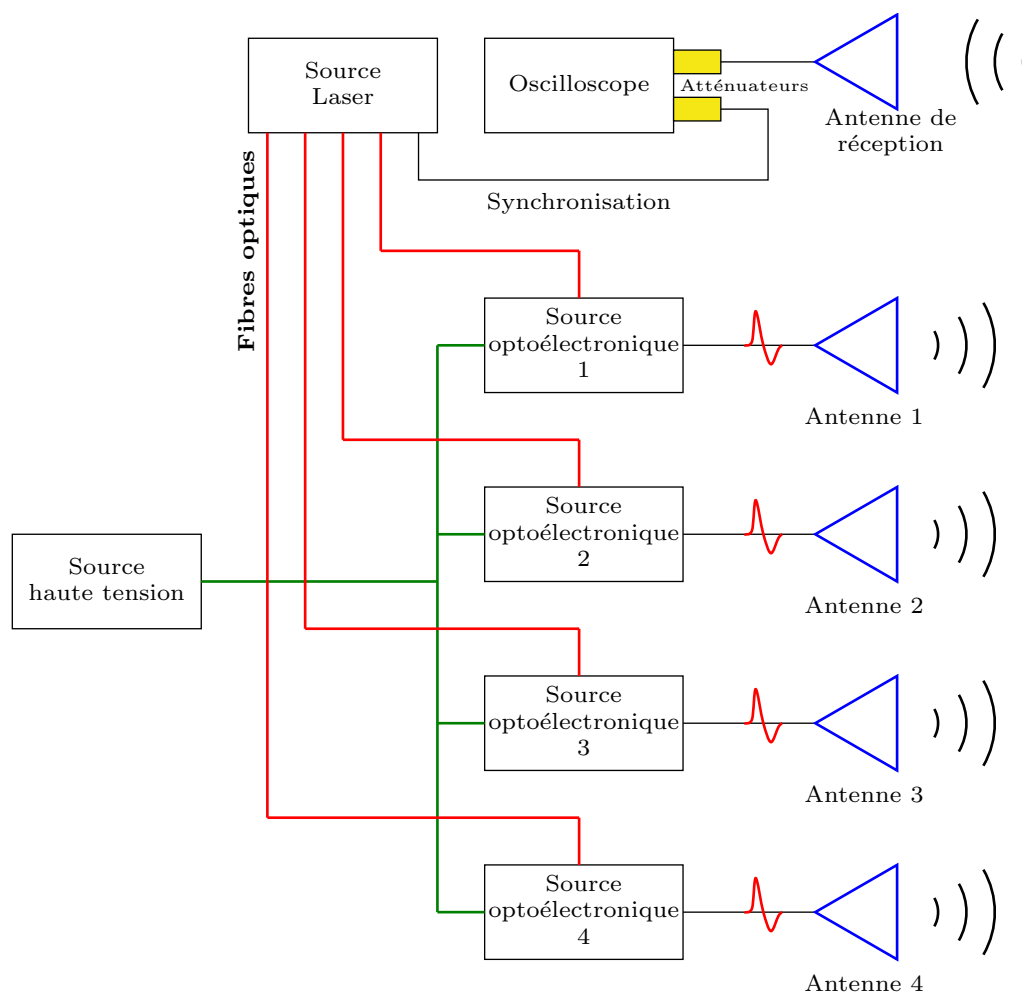 Source
Laser
Oscilloscope
Atténuateurs
Antenne de
réception
Synchronisation
Fibres optiques
Source
optoélectronique
1
Antenne 1
Source
optoélectronique
2
Antenne 2
Source
haute tension
Source
optoélectronique
3
Antenne 3
Source
optoélectronique
4
Antenne 4